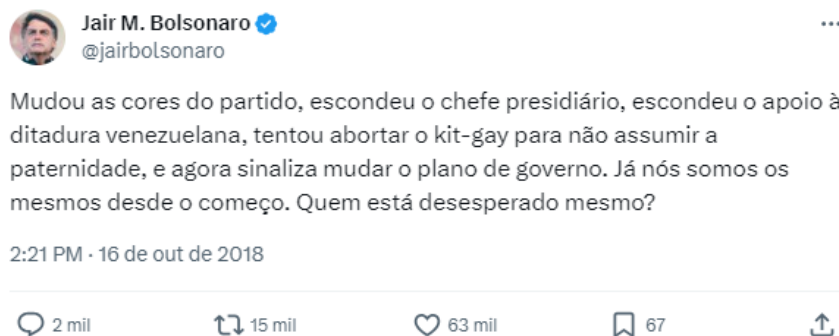 Jair M. Bolsonaro
@jairbolsonaro
Mudou as cores do partido, escondeu o chefe presidiário, escondeu o apoio à
ditadura venezuelana, tentou abortar o kit-gay para não assumir a
paternidade, e agora sinaliza mudar o plano de governo. Já nós somos os
mesmos desde o começo. Quem está desesperado mesmo?
2:21 PM · 16 de out de 2018
2 mil 15 mil 63 mil 67